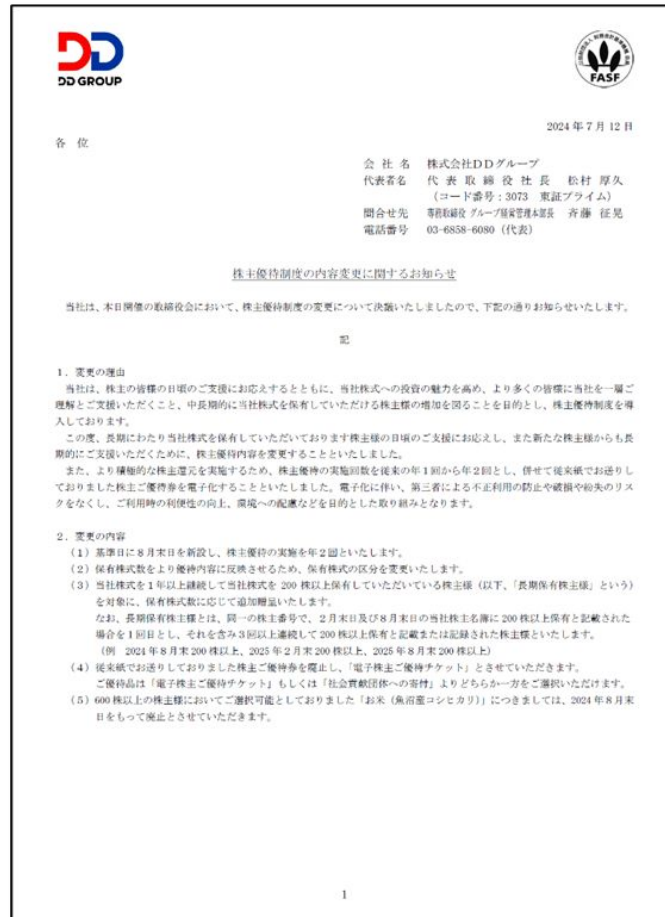 DD GROUP
公益財団法人 財務会計基準機構 会員
FASF
2024年7月12日
各 位
会 社 名 株式会社DDグループ
代表者名 代 表 取 締 役 社 長 松村 厚久
（コード番号：3073 東証プライム）
問合せ先 専務取締役 グループ経営管理本部長 斉藤 征晃
電話番号 03-6858-6080（代表）
株主優待制度の内容変更に関するお知らせ
当社は、本日開催の取締役会において、株主優待制度の変更について決議いたしましたので、下記の通りお知らせいたします。
記
1．変更の理由
当社は、株主の皆様の日頃のご支援にお応えするとともに、当社株式への投資の魅力を高め、より多くの皆様に当社を一層ご
理解とご支援いただくこと、中長期的に当社株式を保有していただける株主様の増加を図ることを目的とし、株主優待制度を導
入しております。
この度、長期にわたり当社株式を保有していただいております株主様の日頃のご支援にお応えし、また新たな株主様からも長
期的にご支援いただくために、株主優待内容を変更することといたしました。
また、より積極的な株主還元を実施するため、株主優待の実施回数を従来の年1回から年2回とし、併せて従来紙でお送りし
ておりました株主ご優待券を電子化することといたしました。電子化に伴い、第三者による不正利用の防止や破損や紛失のリス
クをなくし、ご利用時の利便性の向上、環境への配慮などを目的とした取り組みとなります。
2．変更の内容
（1）基準日に8月末日を新設し、株主優待の実施を年2回といたします。
（2）保有株式数をより優待内容に反映させるため、保有株式の区分を変更いたします。
（3）当社株式を1年以上継続して当社株式を200株以上保有していただいている株主様（以下、「長期保有株主様」という）
を対象に、保有株式数に応じて追加贈呈いたします。
なお、長期保有株主様とは、同一の株主番号で、2月末日及び8月末日の当社株主名簿に200株以上保有と記載された
場合を1回目とし、それを含み3回以上連続して200株以上保有と記載または記録された株主様といたします。
（例 2024年8月末200株以上、2025年2月末200株以上、2025年8月末200株以上）
（4）従来紙でお送りしておりました株主ご優待券を廃止し、「電子株主ご優待チケット」とさせていただきます。
ご優待品は「電子株主ご優待チケット」もしくは「社会貢献団体への寄付」よりどちらか一方をご選択いただけます。
（5）600株以上の株主様においてご選択可能としておりました「お米（魚沼産コシヒカリ）」につきましては、2024年8月末
日をもって廃止とさせていただきます。
1